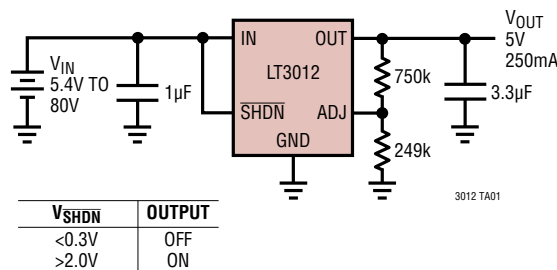 IN
OUT
LT3012
SHDN
ADJ
GND
VIN
5.4V TO
80V
1µF
750k
249k
VOUT
5V
250mA
3.3µF
3012 TA01
VSHDN OUTPUT
<0.3V OFF
>2.0V ON